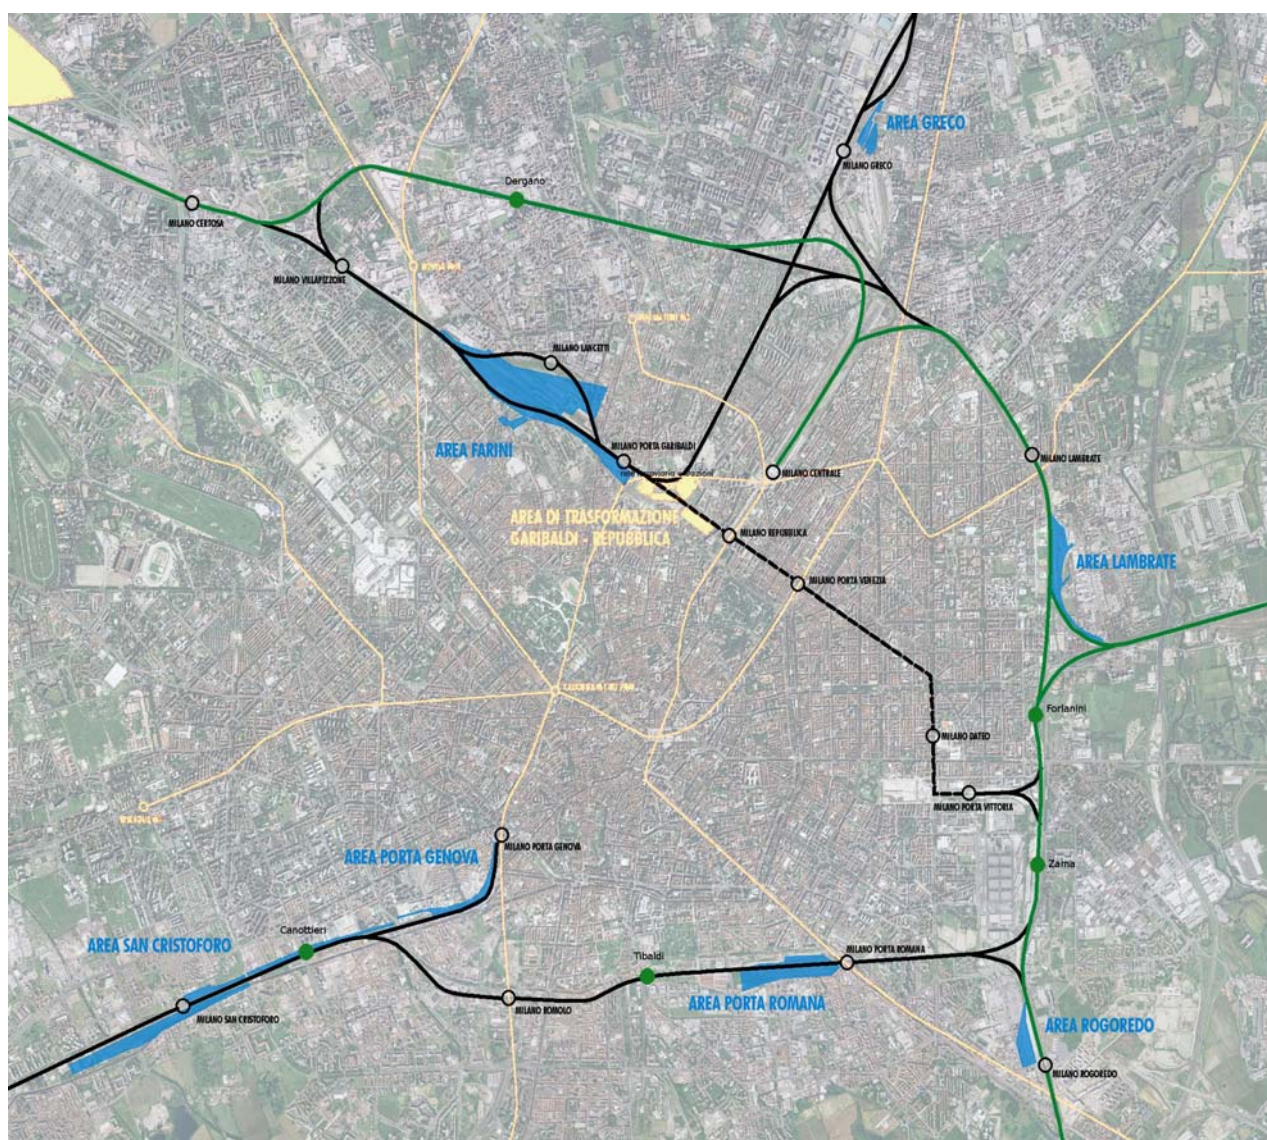 AREA GRECO
MILANO GRECO
Dergano
MILANO CERTOSA
MILANO VILLAPIZZONE
MILANO LANCETTI
MILANO PORTA GARIBALDI
AREA FARINI
MILANO CENTRALE
MILANO LAMBRATE
AREA DI TRASFORMAZIONE
GARIBALDI - REPUBBLICA
MILANO REPUBBLICA
AREA LAMBRATE
MILANO PORTA VENEZIA
Forlanini
MILANO DATEO
MILANO PORTA VITTORIA
MILANO PORTA GENOVA
AREA PORTA GENOVA
Zama
Canottieri
AREA SAN CRISTOFORO
MILANO PORTA ROMANA
Tibaldi
AREA PORTA ROMANA
MILANO ROMOLO
MILANO SAN CRISTOFORO
AREA ROGOREDO
MILANO ROGOREDO